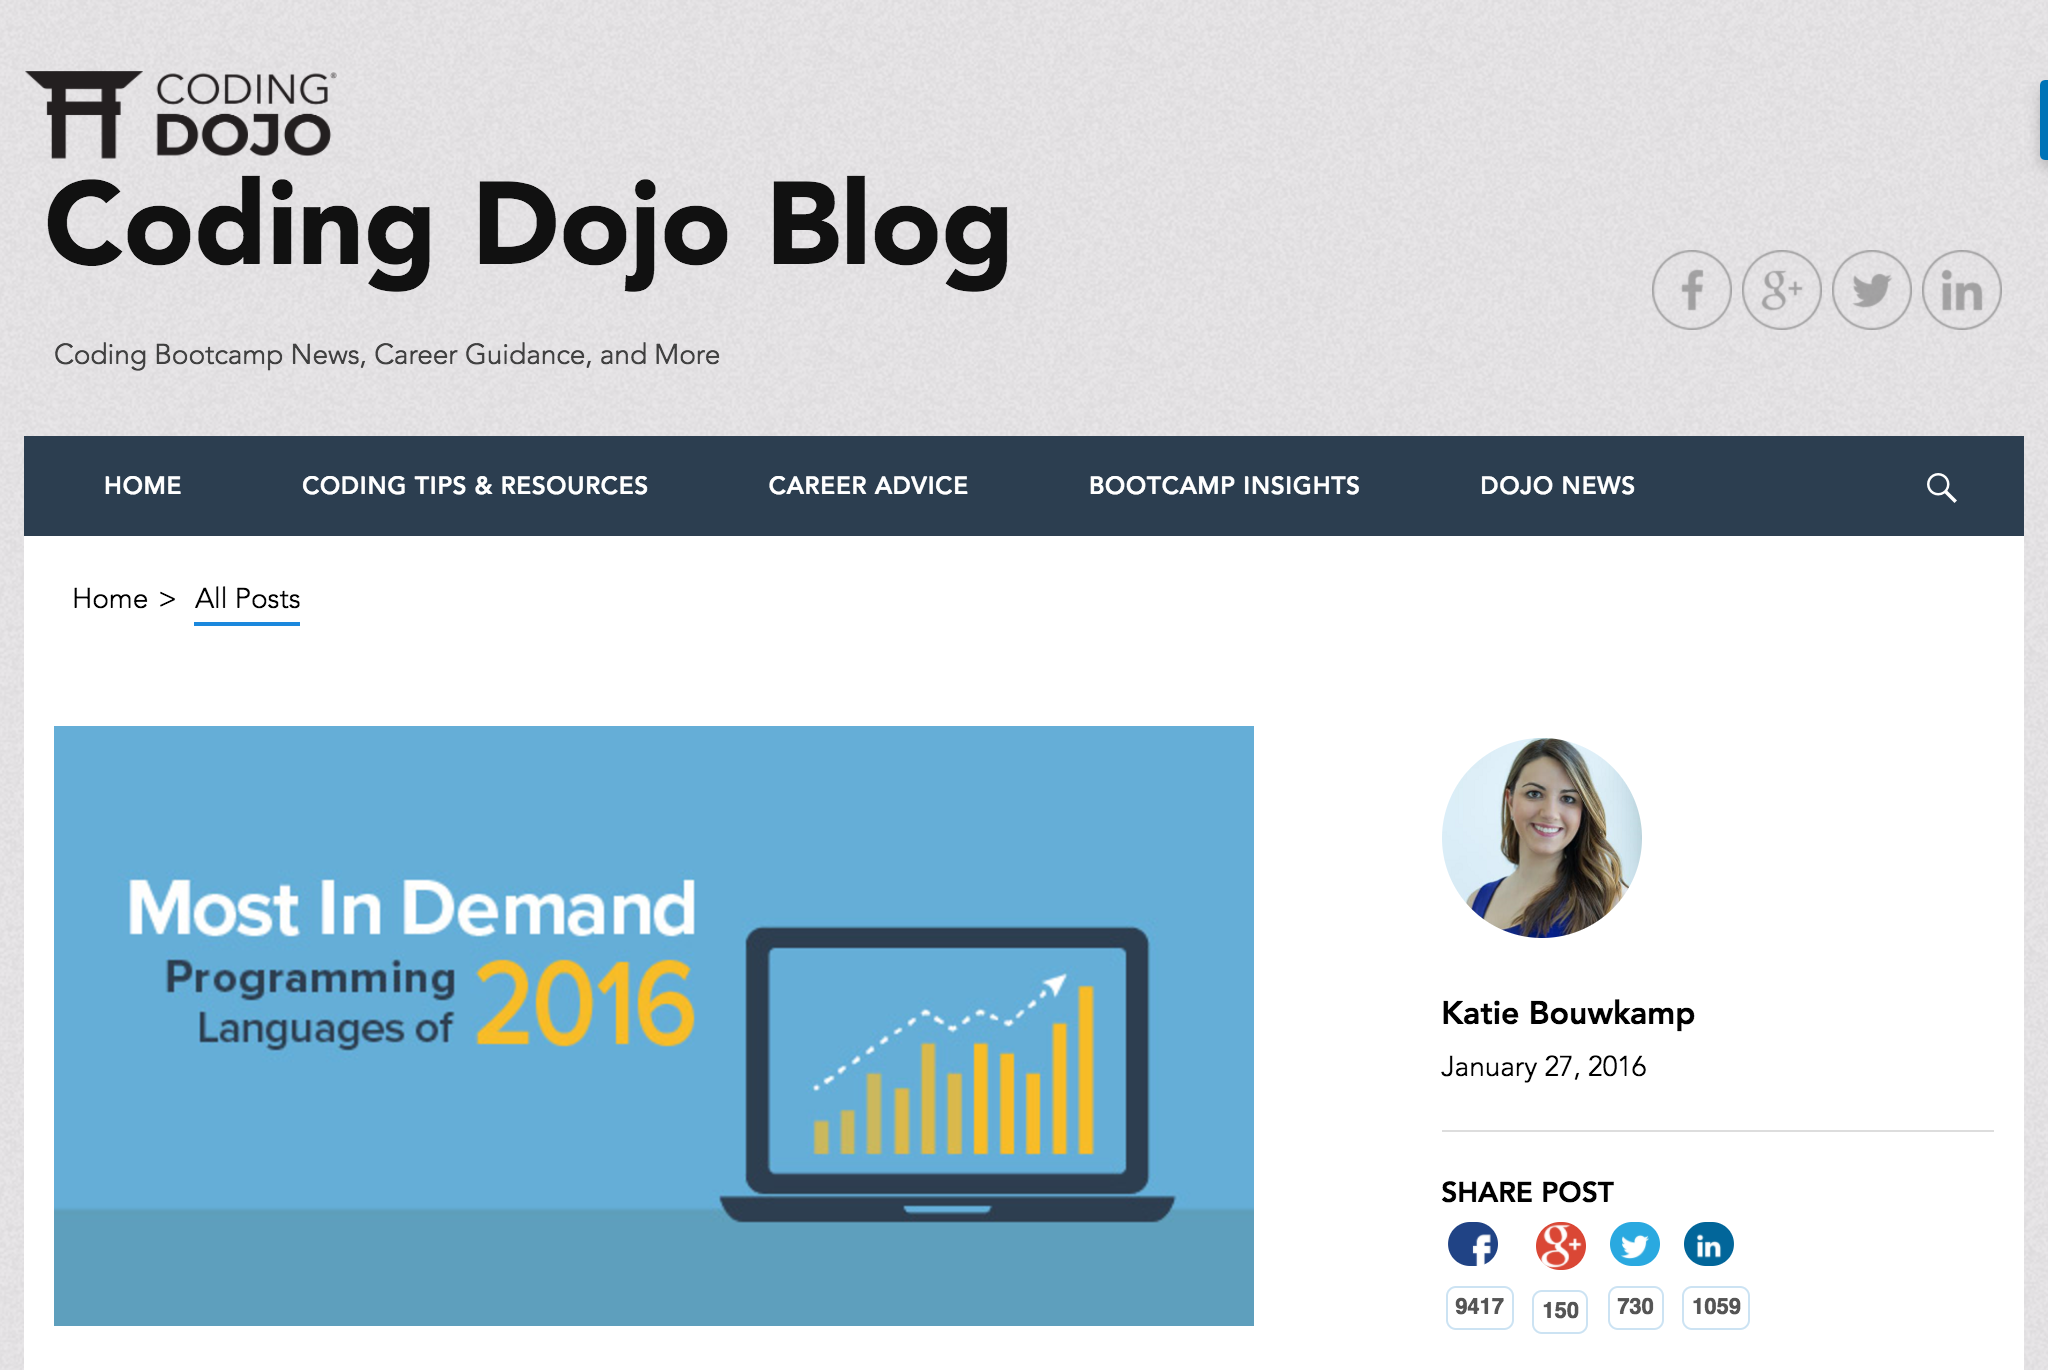 CODING
DOJO
Coding Dojo Blog
Coding Bootcamp News, Career Guidance, and More
HOME CODING TIPS & RESOURCES CAREER ADVICE BOOTCAMP INSIGHTS DOJO NEWS
Home > All Posts
Most In Demand
Programming
Languages of 2016
Katie Bouwkamp
January 27, 2016
SHARE POST
9417 150 730 1059